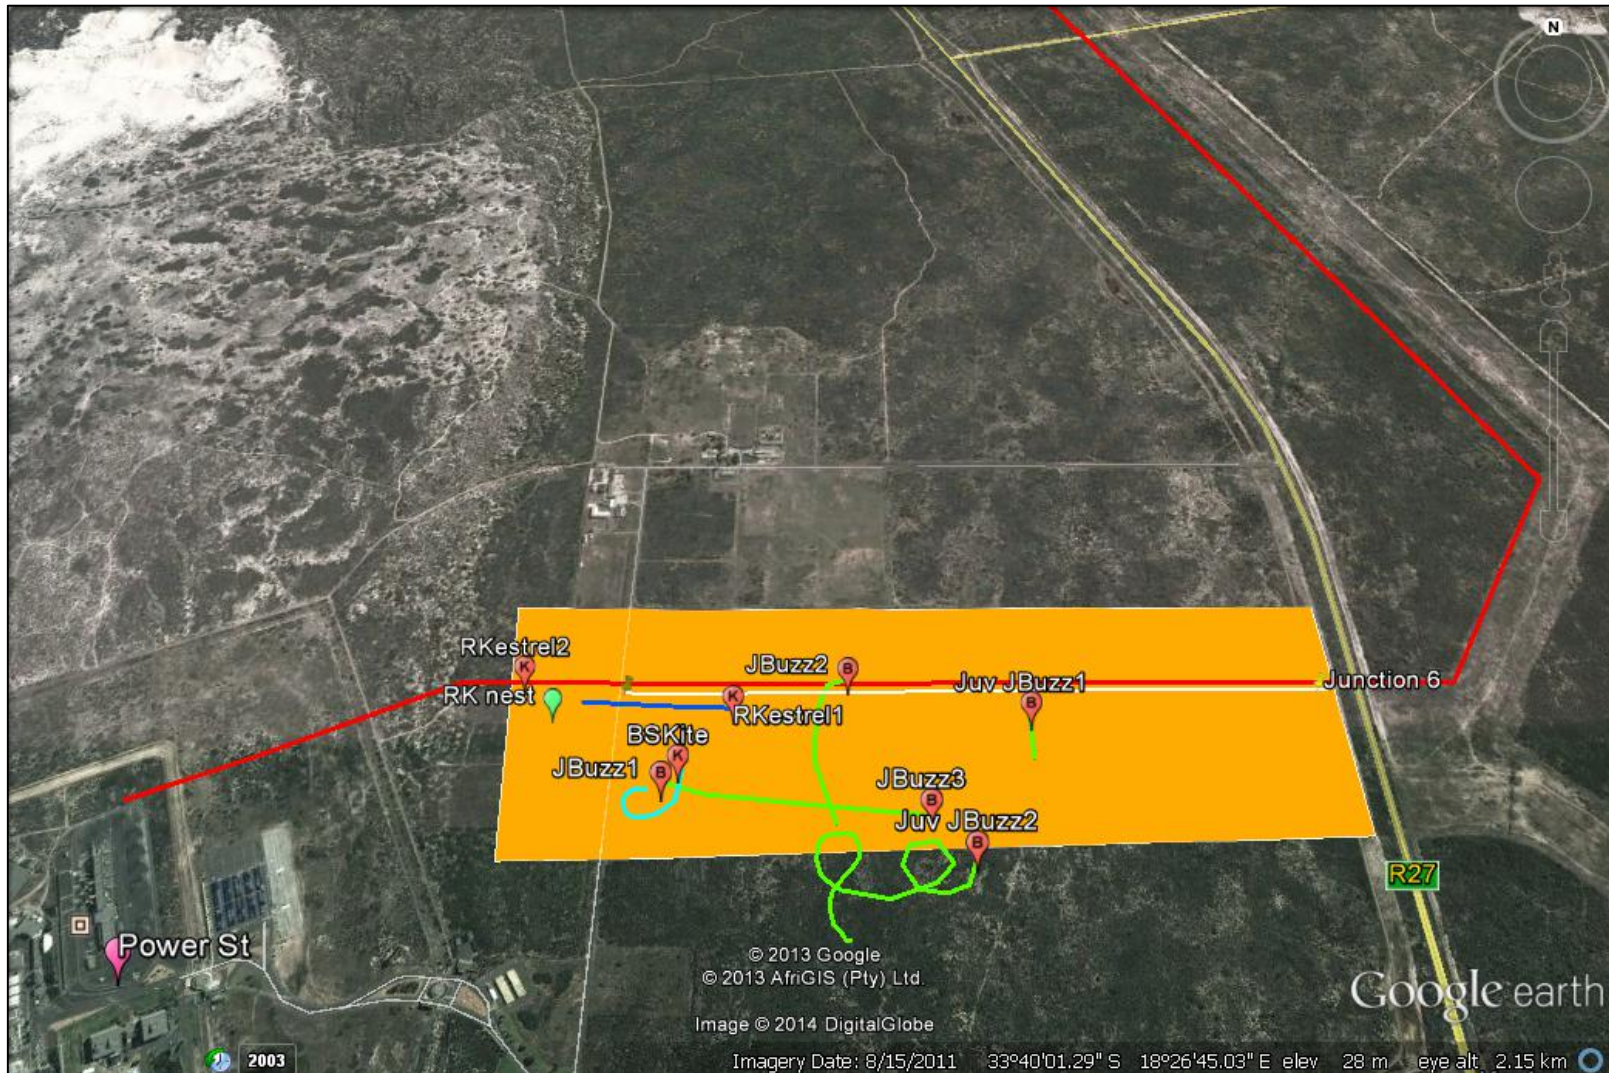 N
RKestrel2
K
JBuzz2
B
Juv JBuzz1
B
Junction 6
RK nest
K
RKestrel1
BSKite
K
JBuzz1
B
JBuzz3
B
Juv JBuzz2
B
R27
Power St
© 2013 Google
© 2013 AfriGIS (Pty) Ltd.
Image © 2014 DigitalGlobe
Google earth
2003
Imagery Date: 8/15/2011 33°40'01.29" S 18°26'45.03" E elev 28 m eye alt 2.15 km